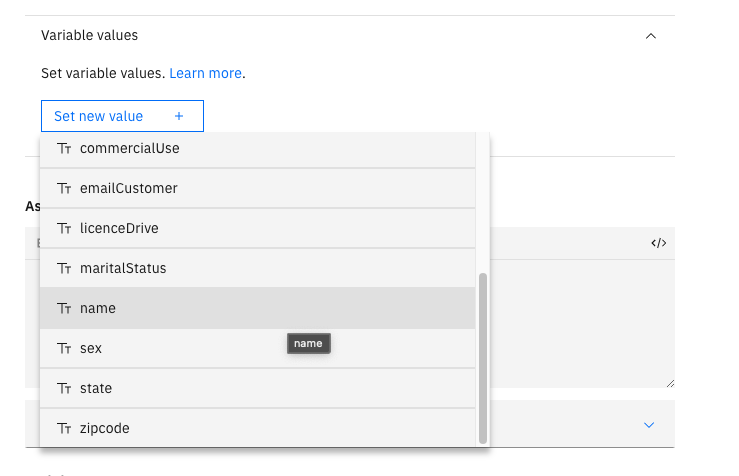 Variable values
Set variable values. Learn more.
Set new value +
commercialUse
emailCustomer
licenceDrive
maritalStatus
name
name
sex
state
zipcode
As
</>